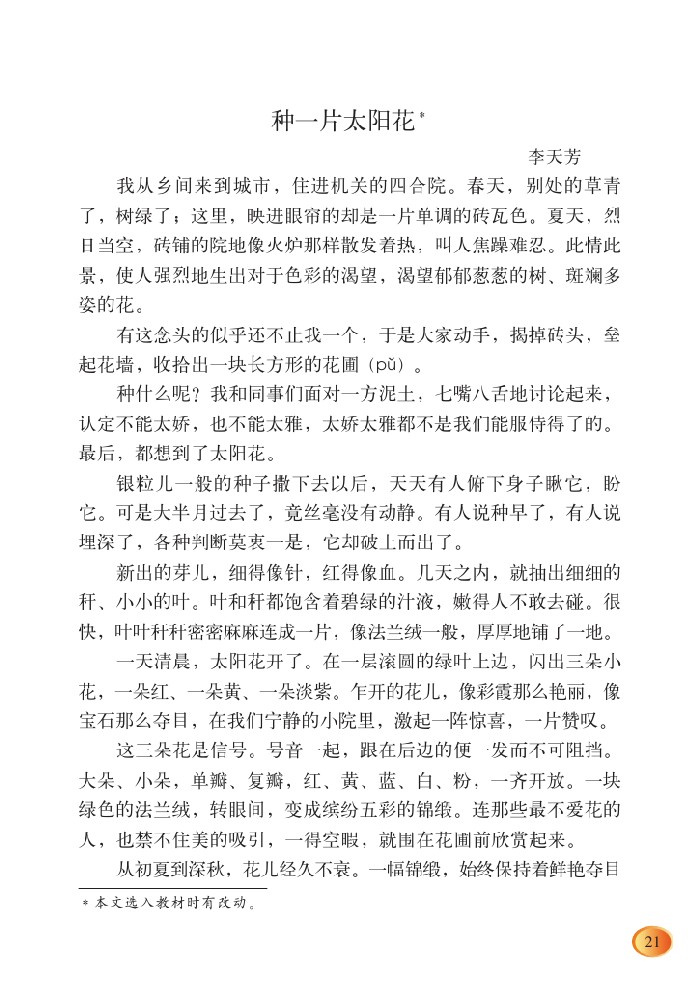 种一片太阳花*
李天芳
我从乡间来到城市，住进机关的四合院。春天，别处的草青
了，树绿了；这里，映进眼帘的却是一片单调的砖瓦色。夏天，烈
日当空，砖铺的院地像火炉那样散发着热，叫人焦躁难忍。此情此
景，使人强烈地生出对于色彩的渴望，渴望郁郁葱葱的树、斑斓多
姿的花。
有这念头的似乎还不止我一个，于是大家动手，揭掉砖头，垒
起花墙，收拾出一块长方形的花圃（pǔ）。
种什么呢？我和同事们面对一方泥土，七嘴八舌地讨论起来，
认定不能太娇，也不能太雅，太娇太雅都不是我们能服侍得了的。
最后，都想到了太阳花。
银粒儿一般的种子撒下去以后，天天有人俯下身子瞅它，盼
它。可是大半月过去了，竟丝毫没有动静。有人说种早了，有人说
埋深了，各种判断莫衷一是，它却破土而出了。
新出的芽儿，细得像针，红得像血。几天之内，就抽出细细的
秆、小小的叶。叶和秆都饱含着碧绿的汁液，嫩得人不敢去碰。很
快，叶叶秆秆密密麻麻连成一片，像法兰绒一般，厚厚地铺了一地。
一天清晨，太阳花开了。在一层滚圆的绿叶上边，闪出三朵小
花，一朵红、一朵黄、一朵淡紫。乍开的花儿，像彩霞那么艳丽，像
宝石那么夺目，在我们宁静的小院里，激起一阵惊喜，一片赞叹。
这三朵花是信号。号音一起，跟在后边的便一发而不可阻挡。
大朵、小朵，单瓣、复瓣，红、黄、蓝、白、粉，一齐开放。一块
绿色的法兰绒，转眼间，变成缤纷五彩的锦缎。连那些最不爱花的
人，也禁不住美的吸引，一得空暇，就围在花圃前欣赏起来。
从初夏到深秋，花儿经久不衰。一幅锦缎，始终保持着鲜艳夺目
* 本文选入教材时有改动。
21